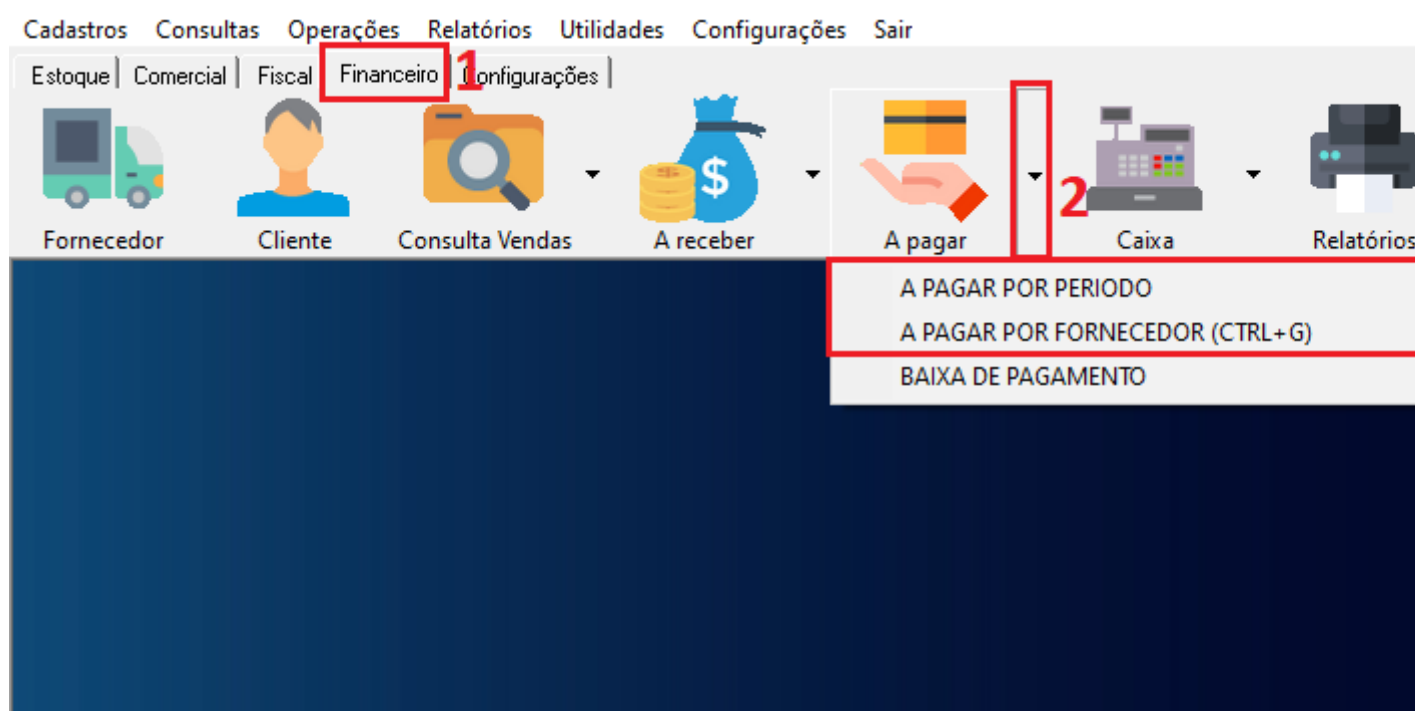 Cadastros Consultas Operações Relatórios Utilidades Configurações Sair
Estoque Comercial Fiscal Financeiro 1 Configurações
$ $
2
Fornecedor Cliente Consulta Vendas A receber A pagar Caixa Relatórios
A PAGAR POR PERIODO
A PAGAR POR FORNECEDOR (CTRL+G)
BAIXA DE PAGAMENTO